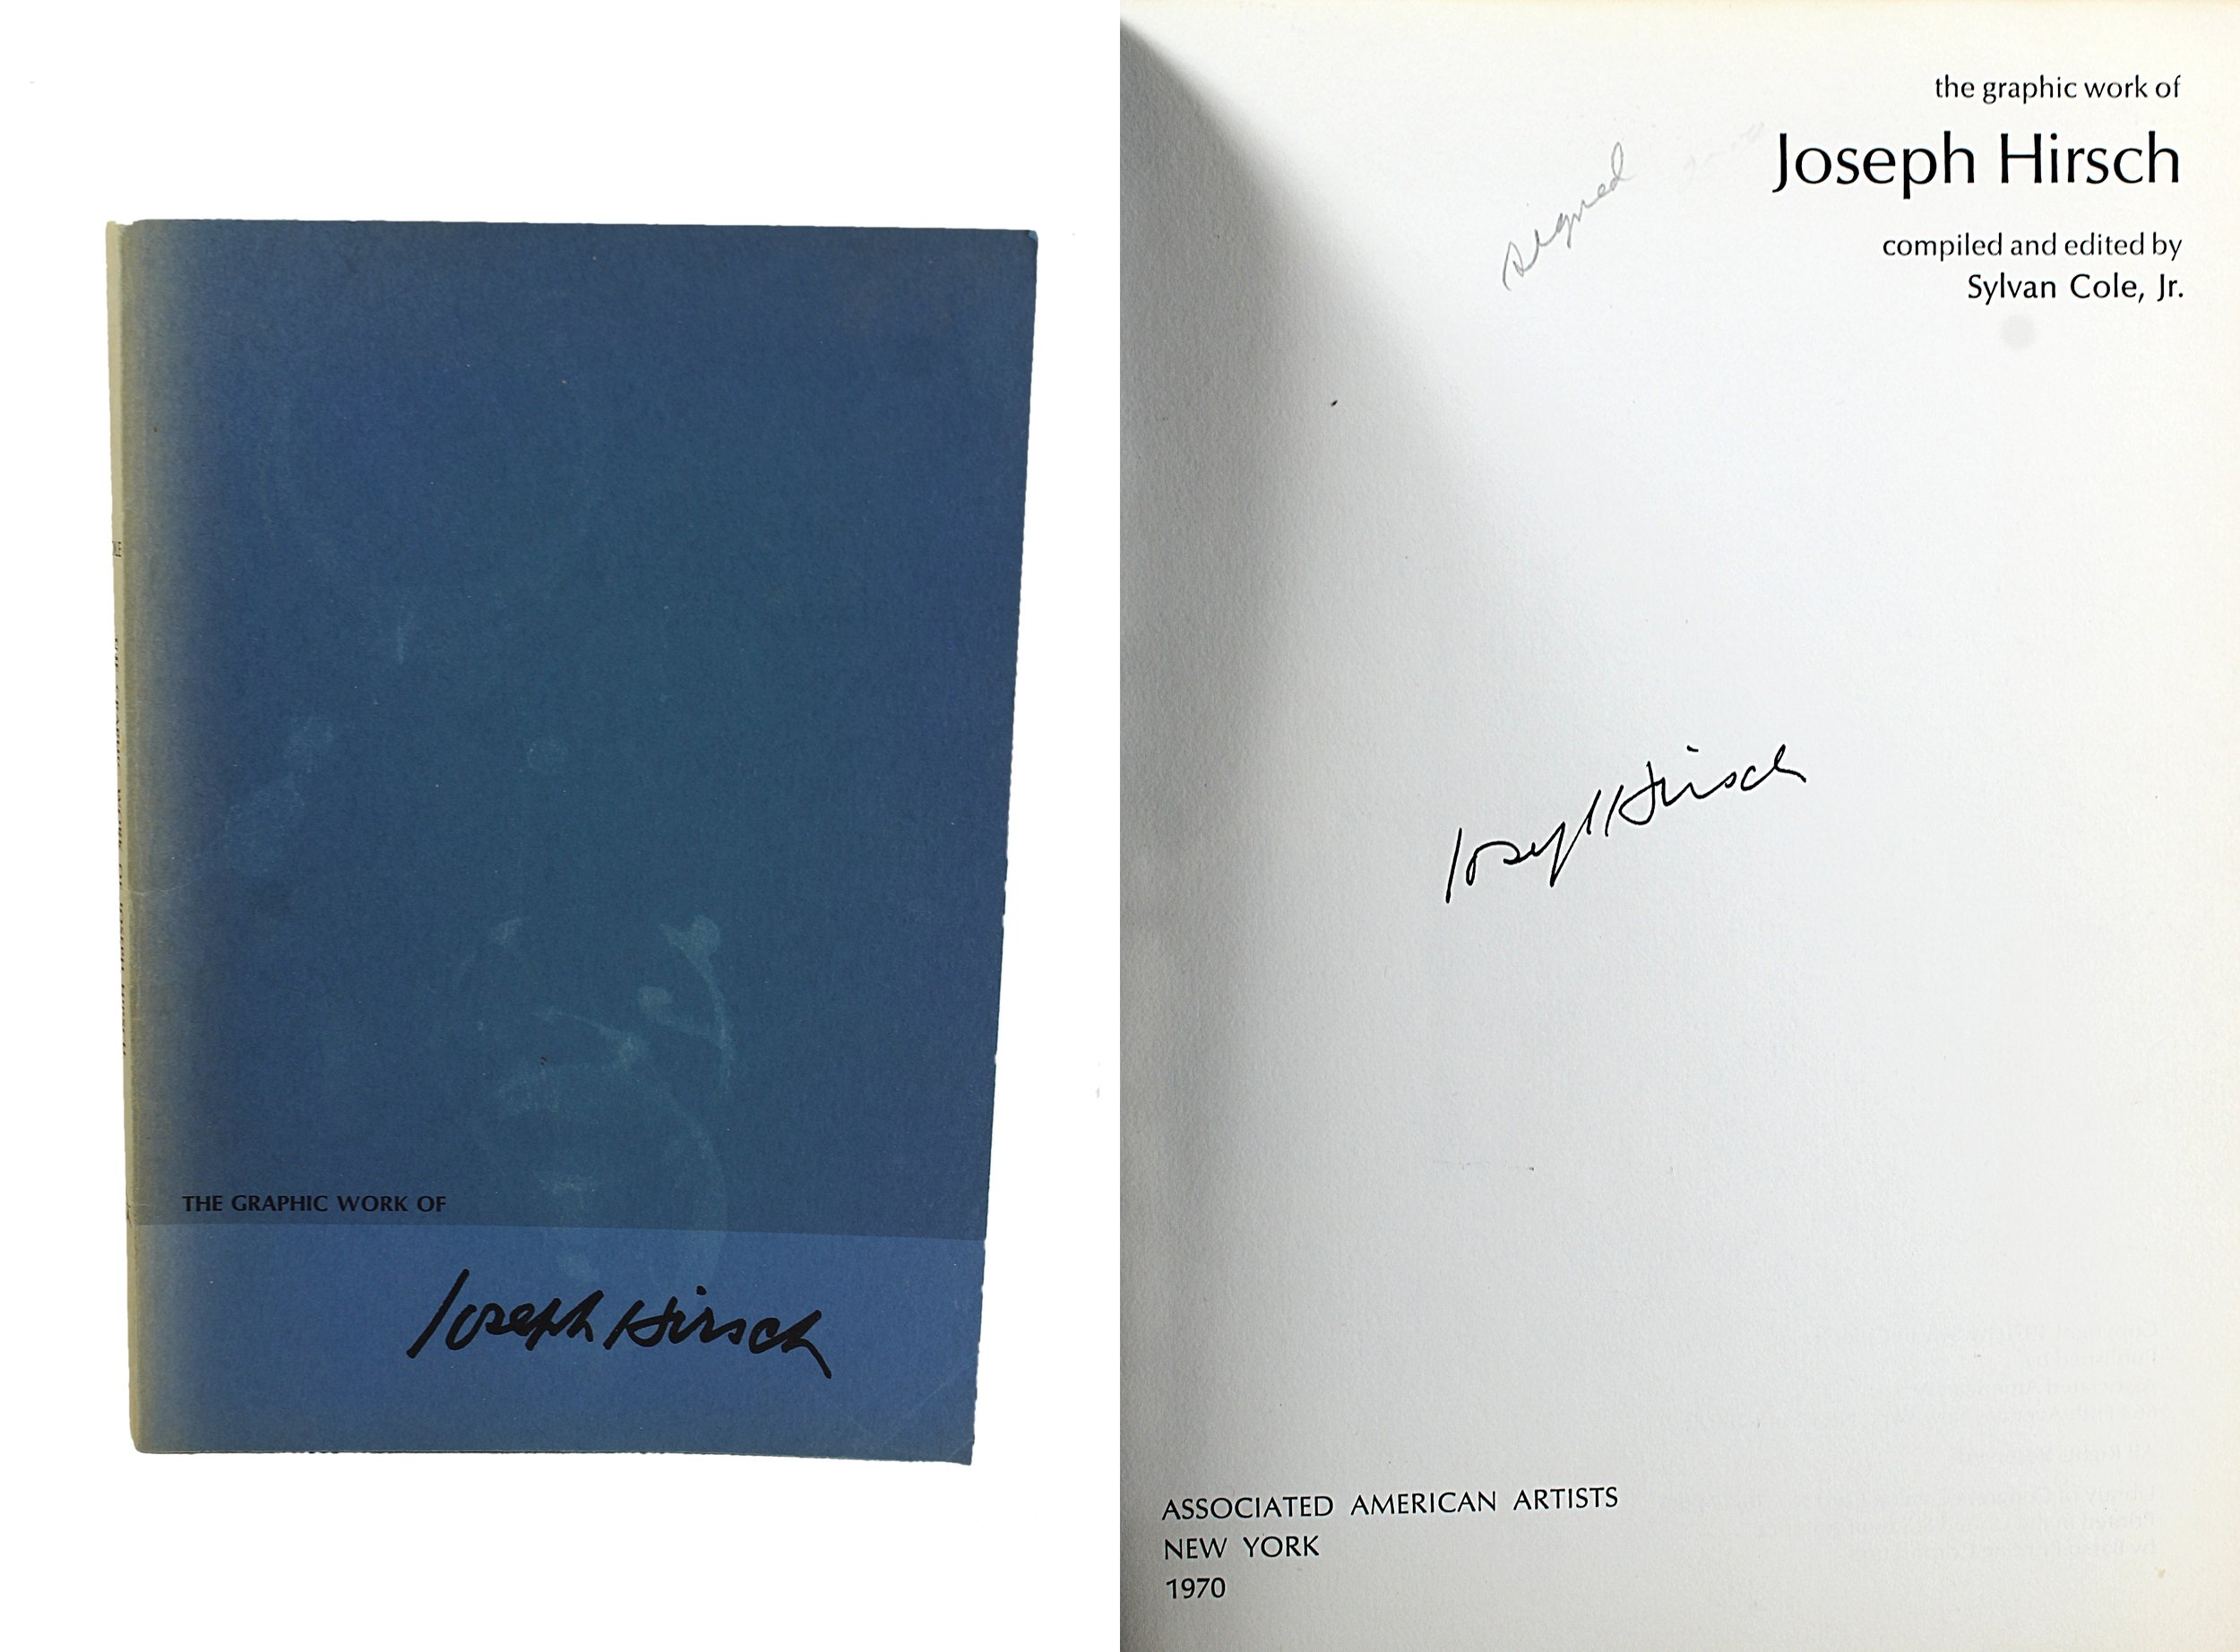 THE GRAPHIC WORK OF
Joseph Hirsch
the graphic work of
Joseph Hirsch
compiled and edited by
Sylvan Cole, Jr.
signed
Joseph Hirsch
ASSOCIATED AMERICAN ARTISTS
NEW YORK
1970